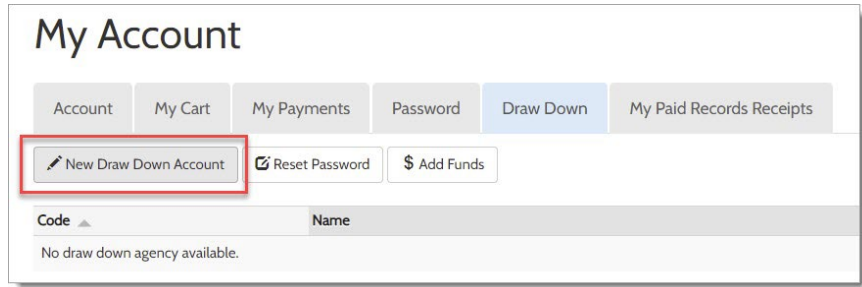 My Account
Account My Cart My Payments Password Draw Down My Paid Records Receipts
New Draw Down Account Reset Password $ Add Funds
Code Name
No draw down agency available.